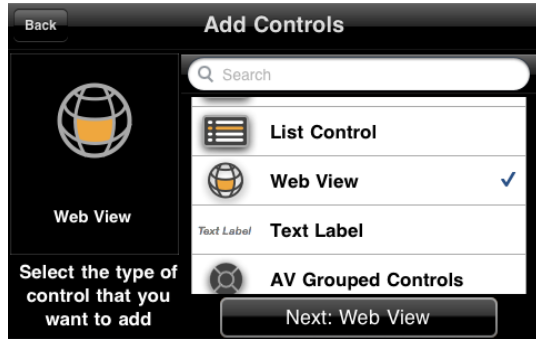 Back
Add Controls
Search
List Control
Web View
Web View
Text Label
Text Label
AV Grouped Controls
Select the type of
control that you
want to add
Next: Web View